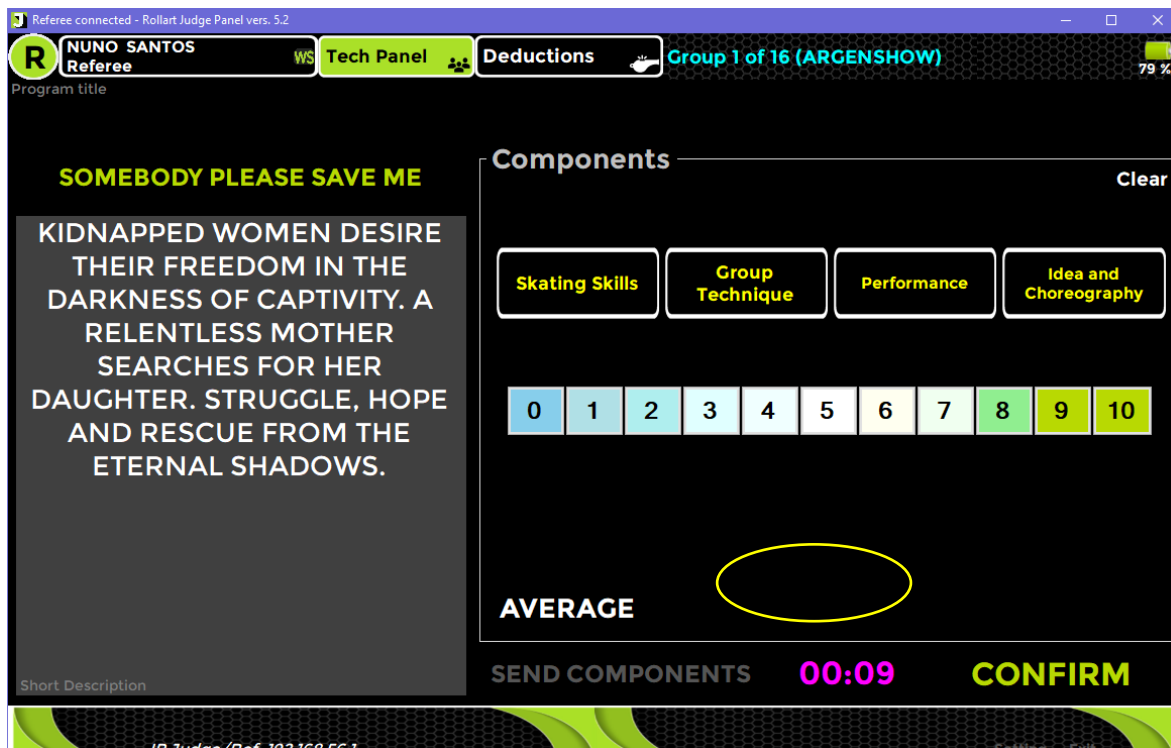 Referee connected - Rollart Judge Panel vers. 5.2
R
NUNO SANTOS
Referee
WS
Tech Panel
Deductions
Group 1 of 16 (ARGENSHOW)
79 %
Program title
SOMEBODY PLEASE SAVE ME
KIDNAPPED WOMEN DESIRE
THEIR FREEDOM IN THE
DARKNESS OF CAPTIVITY. A
RELENTLESS MOTHER
SEARCHES FOR HER
DAUGHTER. STRUGGLE, HOPE
AND RESCUE FROM THE
ETERNAL SHADOWS.
Short Description
Components
Clear
Skating Skills
Group
Technique
Performance
Idea and
Choreography
0 1 2 3 4 5 6 7 8 9 10
AVERAGE
SEND COMPONENTS 00:09 CONFIRM